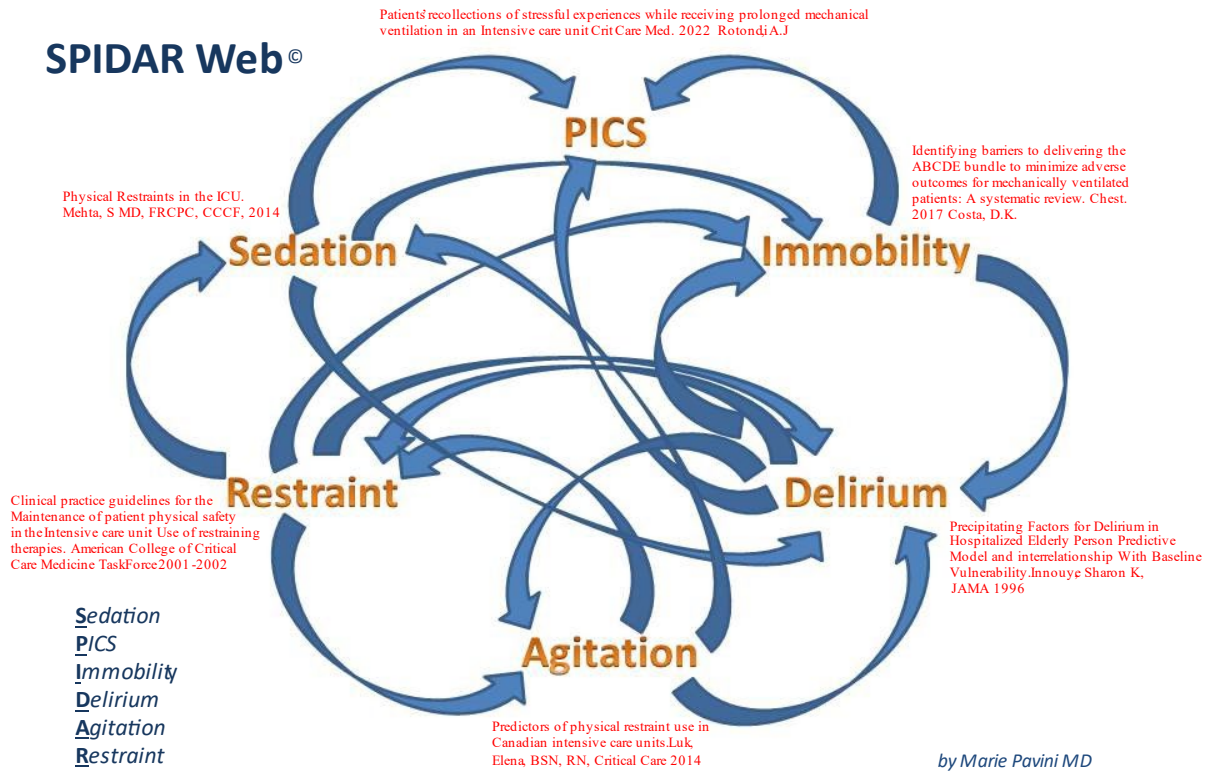 Patients' recollections of stressful experiences while receiving prolonged mechanical
ventilation in an Intensive care unit Crit Care Med. 2022 Rotondi, A.J
SPIDAR Web©
PICS
Identifying barriers to delivering the
ABCDE bundle to minimize adverse
outcomes for mechanically ventilated
patients: A systematic review. Chest.
2017 Costa, D.K.
Physical Restraints in the ICU.
Mehta, S MD, FRCPC, CCCF, 2014
Sedation
Immobility
Restraint
Delirium
Clinical practice guidelines for the
Maintenance of patient physical safety
in the Intensive care unit Use of restraining
therapies. American College of Critical
Care Medicine TaskForce 2001-2002
Precipitating Factors for Delirium in
Hospitalized Elderly Person Predictive
Model and interrelationship With Baseline
Vulnerability.Innouye, Sharon K,
JAMA 1996
Agitation
Sedation
PICS
Immobility
Delirium
Agitation
Restraint
Predictors of physical restraint use in
Canadian intensive care units.Luk,
Elena, BSN, RN, Critical Care 2014
by Marie Pavini MD